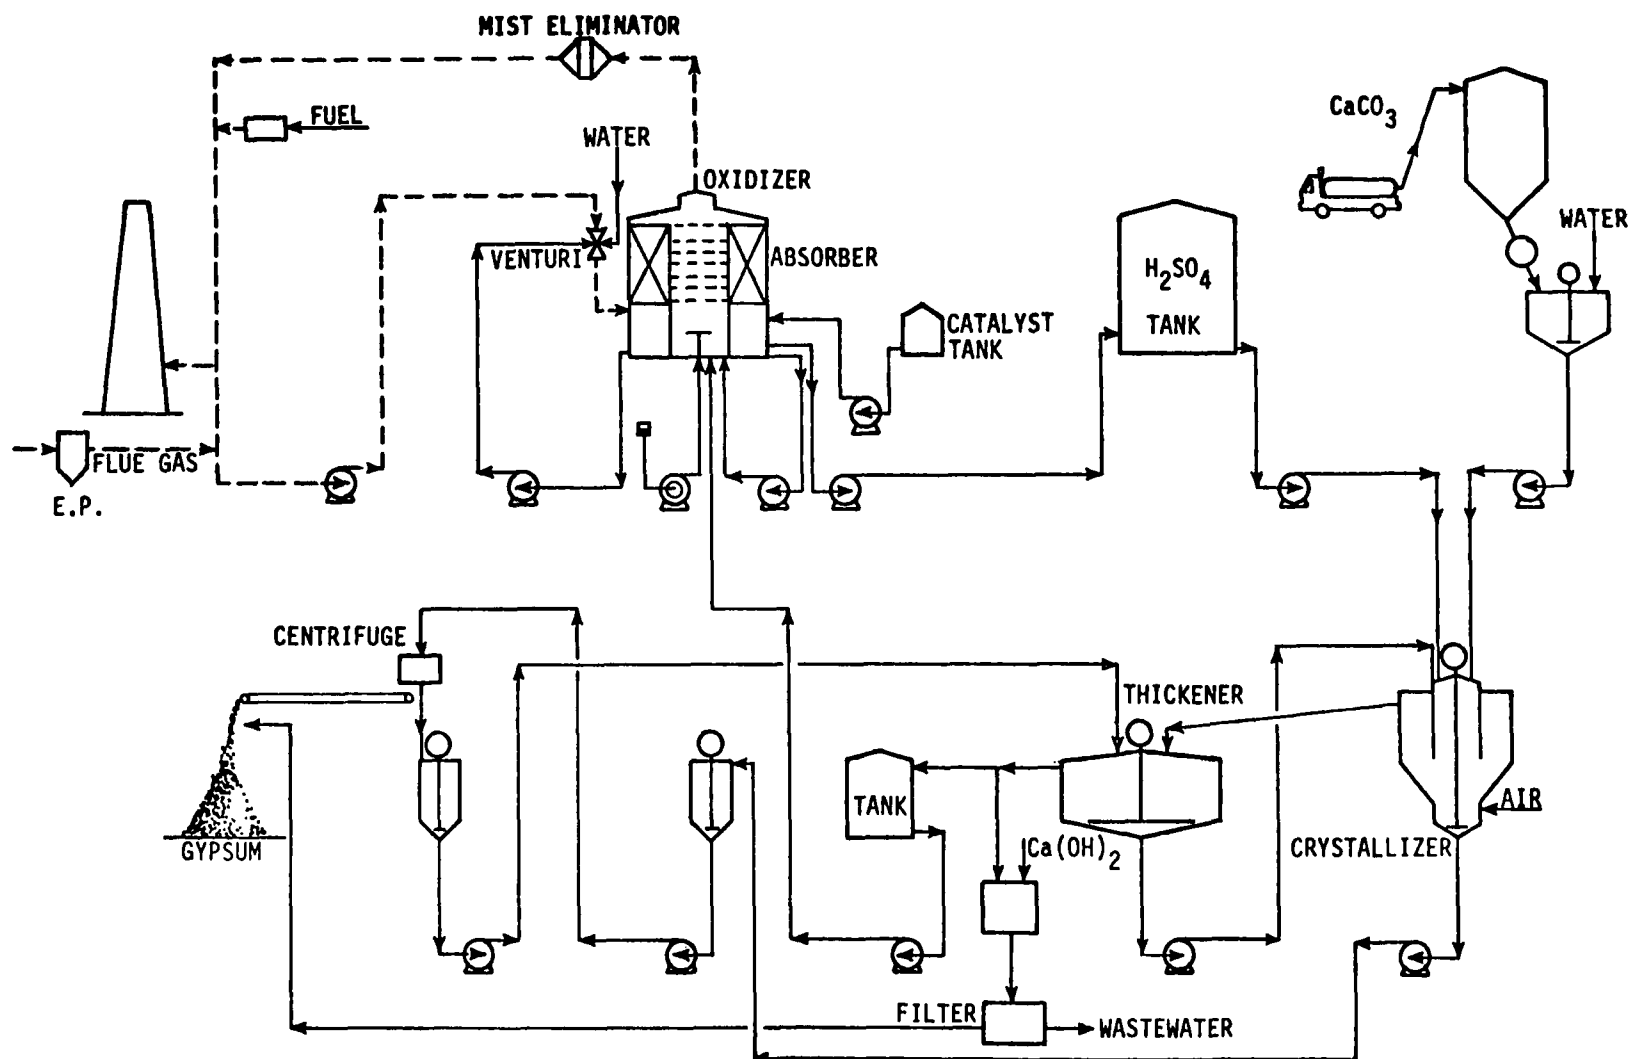 MIST ELIMINATOR
FUEL
WATER
OXIDIZER
VENTURI
ABSORBER
CATALYST
TANK
H₂SO₄
TANK
CaCO₃
WATER
FLUE GAS
E.P.
CENTRIFUGE
THICKENER
TANK
AIR
Ca(OH)₂
CRYSTALLIZER
GYPSUM
FILTER
WASTEWATER